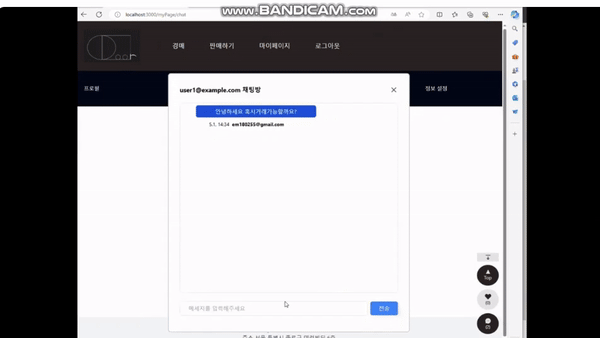 www.BANDICAM.com
localhost:3000/myPage/chat
경매 판매하기 마이페이지 로그아웃
프로필 정보 설정
user1@example.com 채팅방
안녕하세요 혹시거래가능할까요?
5.1. 14:24 em180255@gmail.com
Top
메세지를 입력해주세요
전송